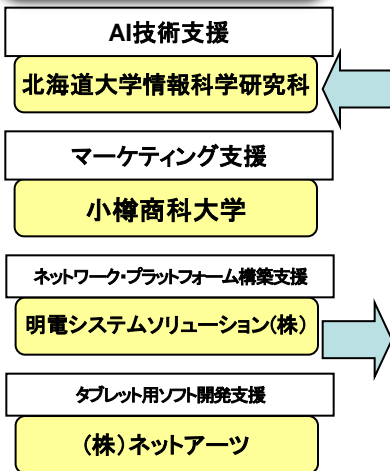 AI技術支援
北海道大学情報科学研究科
マーケティング支援
小樽商科大学
ネットワーク・プラットフォーム構築支援
明電システムソリューション(株)
タブレット用ソフト開発支援
(株)ネットアーツ